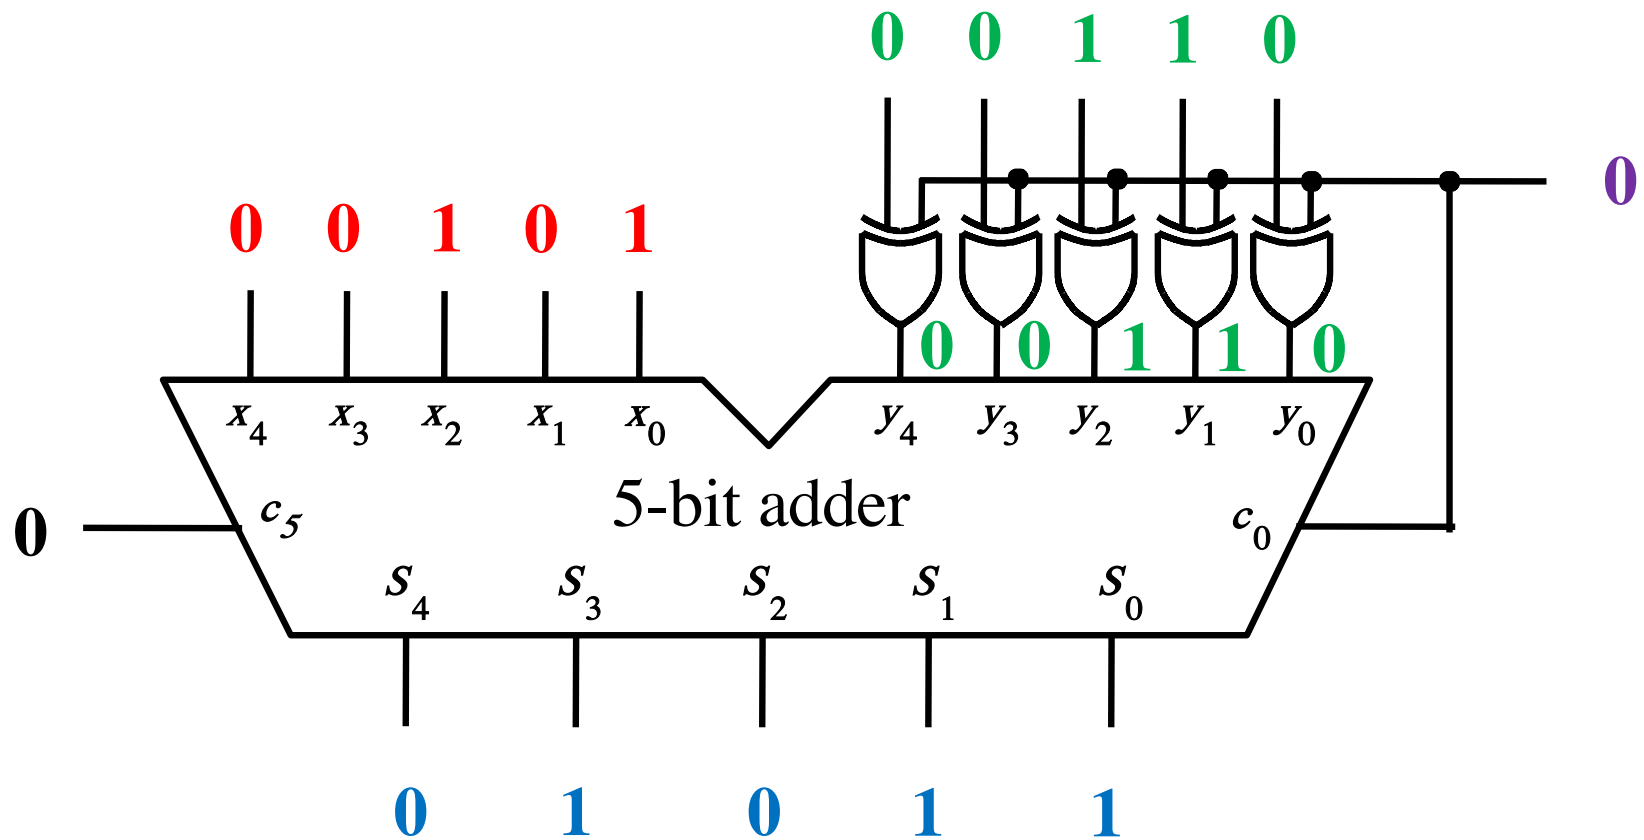 0 0 1 1 0
0
0 0 1 0 1
0 0 1 1 0
x4 x3 x2 x1 x0 y4 y3 y2 y1 y0
5-bit adder
0 c5 c0
S4 S3 S2 S1 S0
0 1 0 1 1